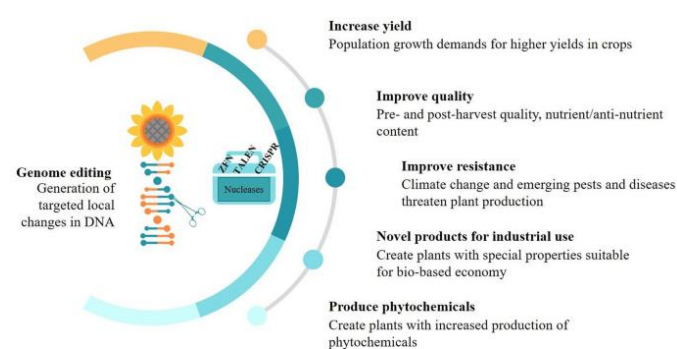 Increase yield
Population growth demands for higher yields in crops
Improve quality
Pre- and post-harvest quality, nutrient/anti-nutrient
content
Improve resistance
Climate change and emerging pests and diseases
threaten plant production
Novel products for industrial use
Create plants with special properties suitable
for bio-based economy
Produce phytochemicals
Create plants with increased production of
phytochemicals
Genome editing
Generation of
targeted local
changes in DNA
ZFN
TALEN
CRISPR
Nucleases